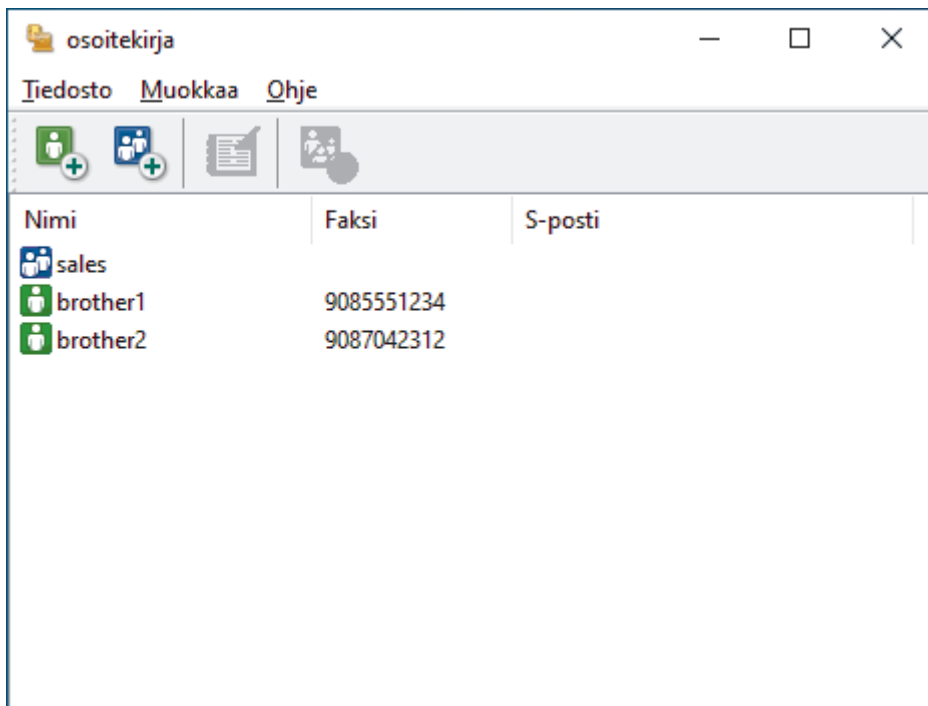 osoitekirja
Tiedosto Muokkaa Ohje
Nimi Faksi S-posti
sales
brother1 9085551234
brother2 9087042312